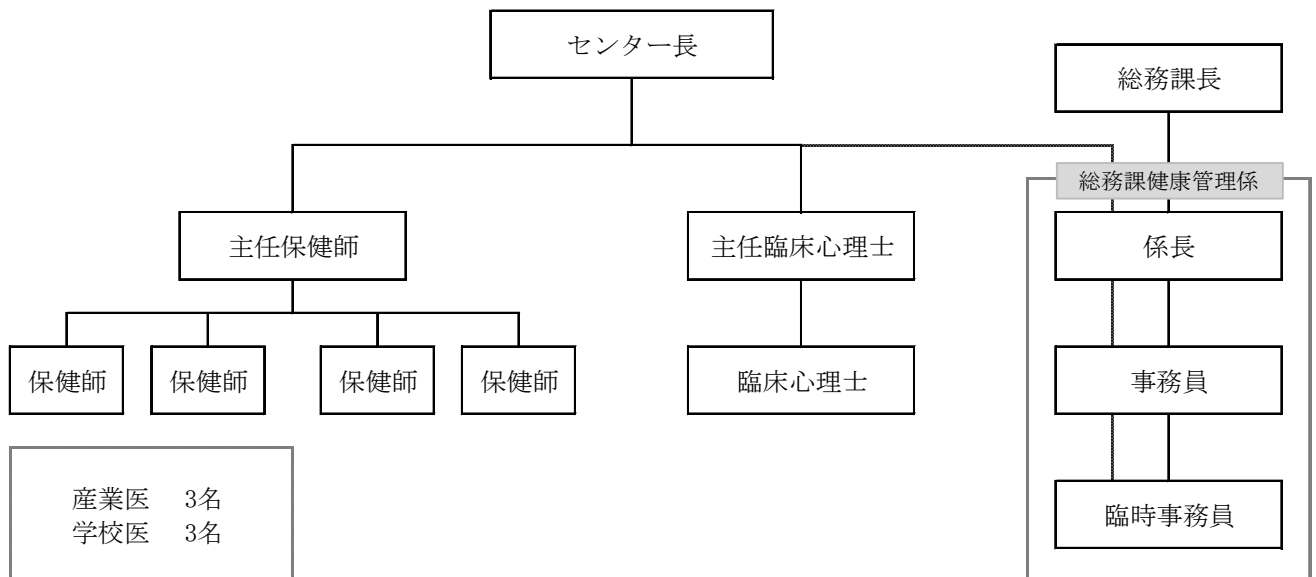 センター長
総務課長
総務課健康管理係
主任保健師
主任臨床心理士
係長
保健師
保健師
保健師
保健師
臨床心理士
事務員
産業医 3名
学校医 3名
臨時事務員